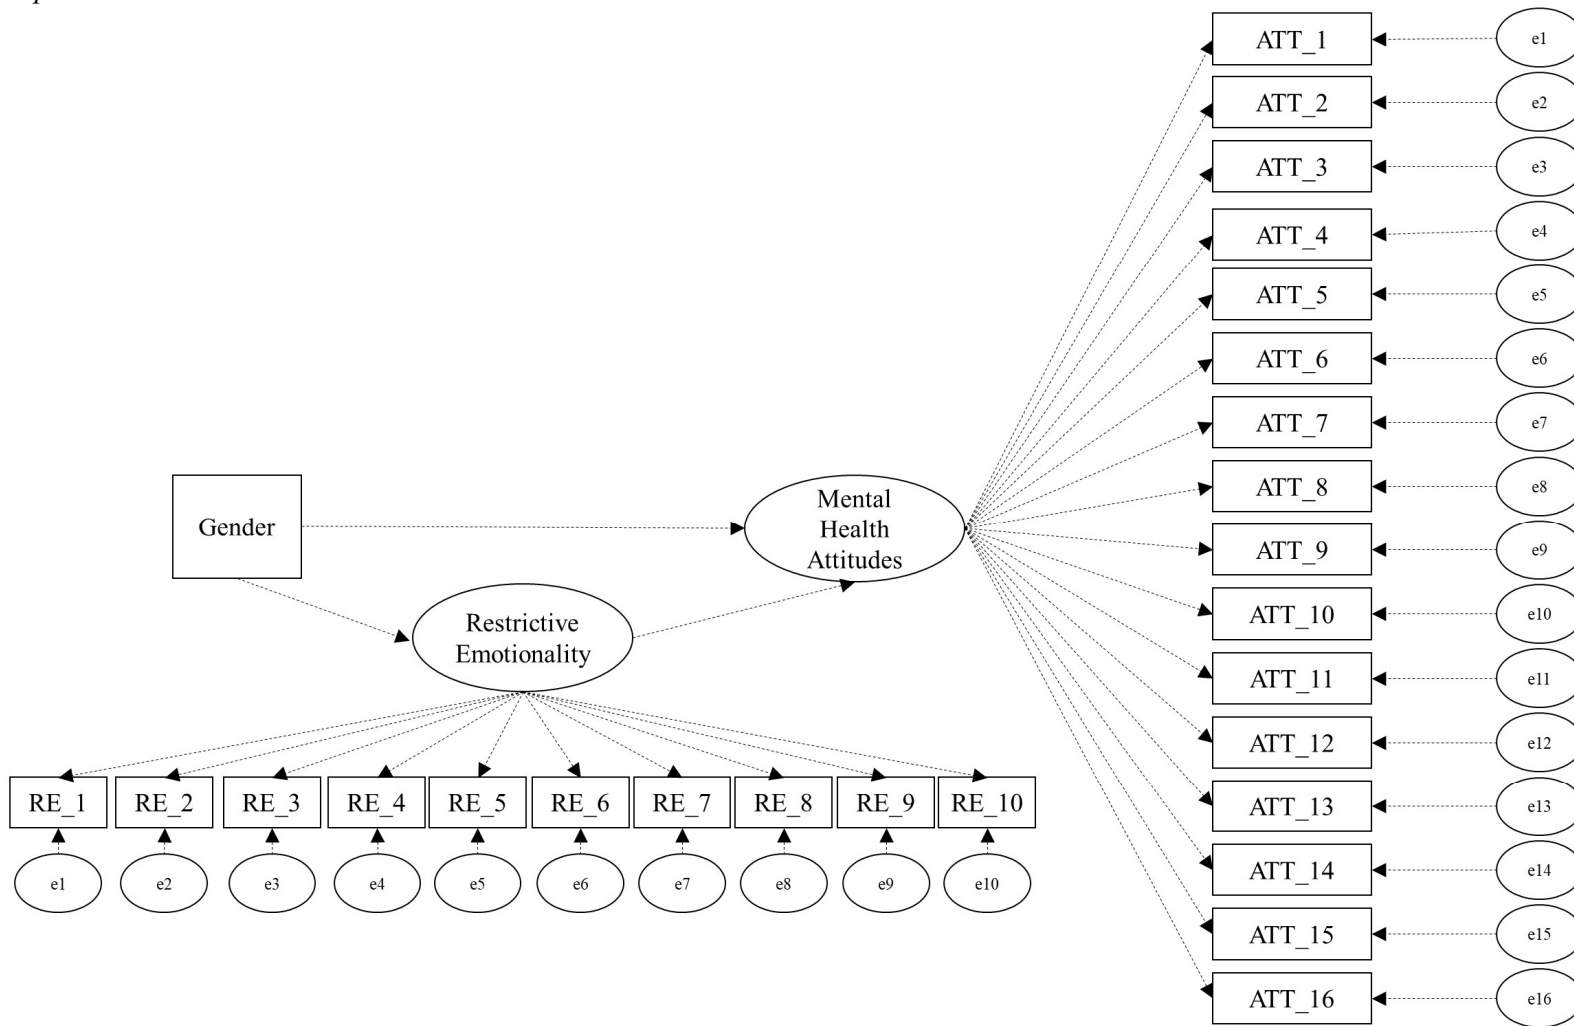 ATT_1
e1
ATT_2
e2
ATT_3
e3
ATT_4
e4
ATT_5
e5
ATT_6
e6
ATT_7
e7
ATT_8
e8
ATT_9
e9
ATT_10
e10
ATT_11
e11
ATT_12
e12
ATT_13
e13
ATT_14
e14
ATT_15
e15
ATT_16
e16
Gender
Mental
Health
Attitudes
Restrictive
Emotionality
RE_1
RE_2
RE_3
RE_4
RE_5
RE_6
RE_7
RE_8
RE_9
RE_10
e1
e2
e3
e4
e5
e6
e7
e8
e9
e10